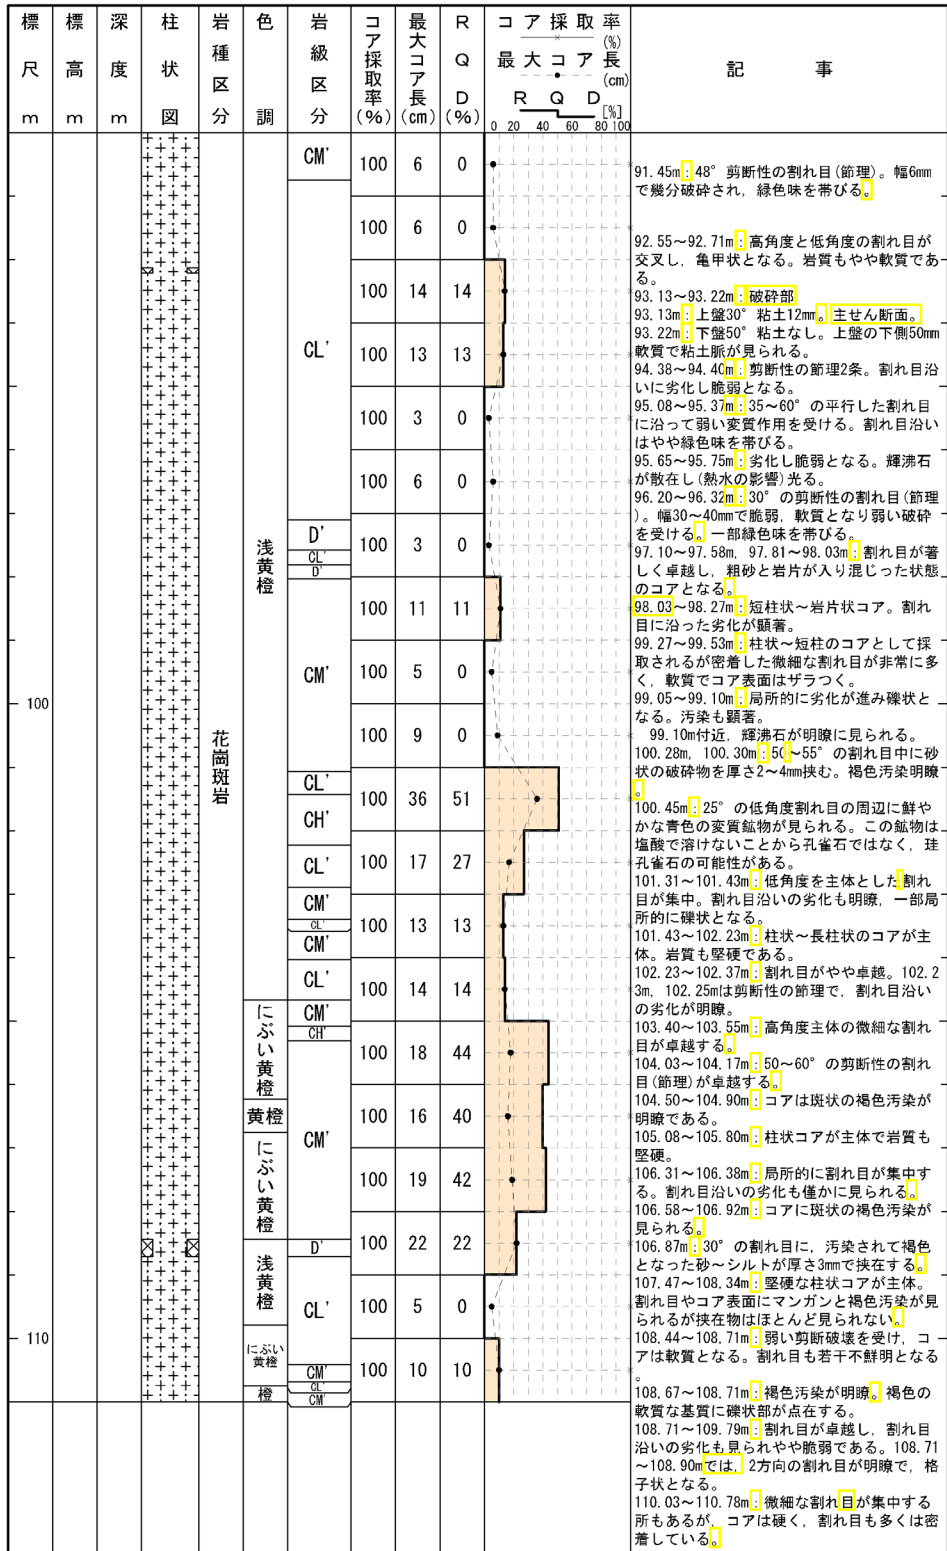 標尺m
標高m
深度m
柱状図
岩種区分
色調
岩級区分
コア採取率(%)
最大コア長(cm)
RQD(%)
コア採取率
(%)
最大コア長
(cm)
RQD
[%]
0 20 40 60 80 100
記事
100
110
花崗斑岩
浅黄橙
にぶい黄橙
黄橙
にぶい黄橙
浅黄橙
にぶい
黄橙
橙
CM'
CL'
D'
CL'
D'
CM'
CL'
CH'
CL'
CM'
CL'
CM'
CL'
CM'
CH'
CM'
D'
CL'
CM'
CL'
CM'
100 6 0
100 6 0
100 14 14
100 13 13
100 3 0
100 6 0
100 3 0
100 11 11
100 5 0
100 9 0
100 36 51
100 17 27
100 13 13
100 14 14
100 18 44
100 16 40
100 19 42
100 22 22
100 5 0
100 10 10
91.45m:48°剪断性の割れ目(節理)。幅6mm
で幾分破砕され，緑色味を帯びる。
92.55～92.71m:高角度と低角度の割れ目が
交叉し，亀甲状となる。岩質もやや軟質であ
る。
93.13～93.22m:破砕部
93.13m:上盤30°粘土12mm。主せん断面。
93.22m:下盤50°粘土なし。上盤の下側50mm
軟質で粘土脈が見られる。
94.38～94.40m:剪断性の節理2条。割れ目沿
いに劣化し脆弱となる。
95.08～95.37m:35～60°の平行した割れ目
に沿って弱い変質作用を受ける。割れ目沿い
はやや緑色味を帯びる。
95.65～95.75m:劣化し脆弱となる。輝沸石
が散在し(熱水の影響)光る。
96.20～96.32m:30°の剪断性の割れ目(節理
)。幅30～40mmで脆弱，軟質となり弱い破砕
を受ける。一部緑色味を帯びる。
97.10～97.58m，97.81～98.03m:割れ目が著
しく卓越し，粗砂と岩片が入り混じった状態
のコアとなる。
98.03～98.27m:短柱状～岩片状コア。割れ
目に沿った劣化が顕著。
99.27～99.53m:柱状～短柱のコアとして採
取されるが密着した微細な割れ目が非常に多
く，軟質でコア表面はザラつく。
99.05～99.10m:局所的に劣化が進み礫状と
なる。汚染も顕著。
99.10m付近，輝沸石が明瞭に見られる。
100.28m，100.30m:50～55°の割れ目中に砂
状の破砕物を厚さ2～4mm挟む。褐色汚染明瞭
。
100.45m:25°の低角度割れ目の周辺に鮮や
かな青色の変質鉱物が見られる。この鉱物は
塩酸で溶けないことから孔雀石ではなく，珪
孔雀石の可能性がある。
101.31～101.43m:低角度を主体とした割れ
目が集中。割れ目沿いの劣化も明瞭，一部局
所的に礫状となる。
101.43～102.23m:柱状～長柱状のコアが主
体。岩質も堅硬である。
102.23～102.37m:割れ目がやや卓越。102.2
3m，102.25mは剪断性の節理で，割れ目沿い
の劣化が明瞭。
103.40～103.55m:高角度主体の微細な割れ
目が卓越する。
104.03～104.17m:50～60°の剪断性の割れ
目(節理)が卓越する。
104.50～104.90m:コアは斑状の褐色汚染が
明瞭である。
105.08～105.80m:柱状コアが主体で岩質も
堅硬。
106.31～106.38m:局所的に割れ目が集中す
る。割れ目沿いの劣化も僅かに見られる。
106.58～106.92m:コアに斑状の褐色汚染が
見られる。
106.87m:30°の割れ目に，汚染されて褐色
となった砂～シルトが厚さ3mmで挟在する。
107.47～108.34m:堅硬な柱状コアが主体。
割れ目やコア表面にマンガンと褐色汚染が見
られるが挟在物はほとんど見られない。
108.44～108.71m:弱い剪断破壊を受け，コ
アは軟質となる。割れ目も若干不鮮明となる
。
108.67～108.71m:褐色汚染が明瞭。褐色の
軟質な基質に礫状部が点在する。
108.71～109.79m:割れ目が卓越し，割れ目
沿いの劣化も見られやや脆弱である。108.71
～108.90mでは，2方向の割れ目が明瞭で，格
子状となる。
110.03～110.78m:微細な割れ目が集中する
所もあるが，コアは硬く，割れ目も多くは密
着している。